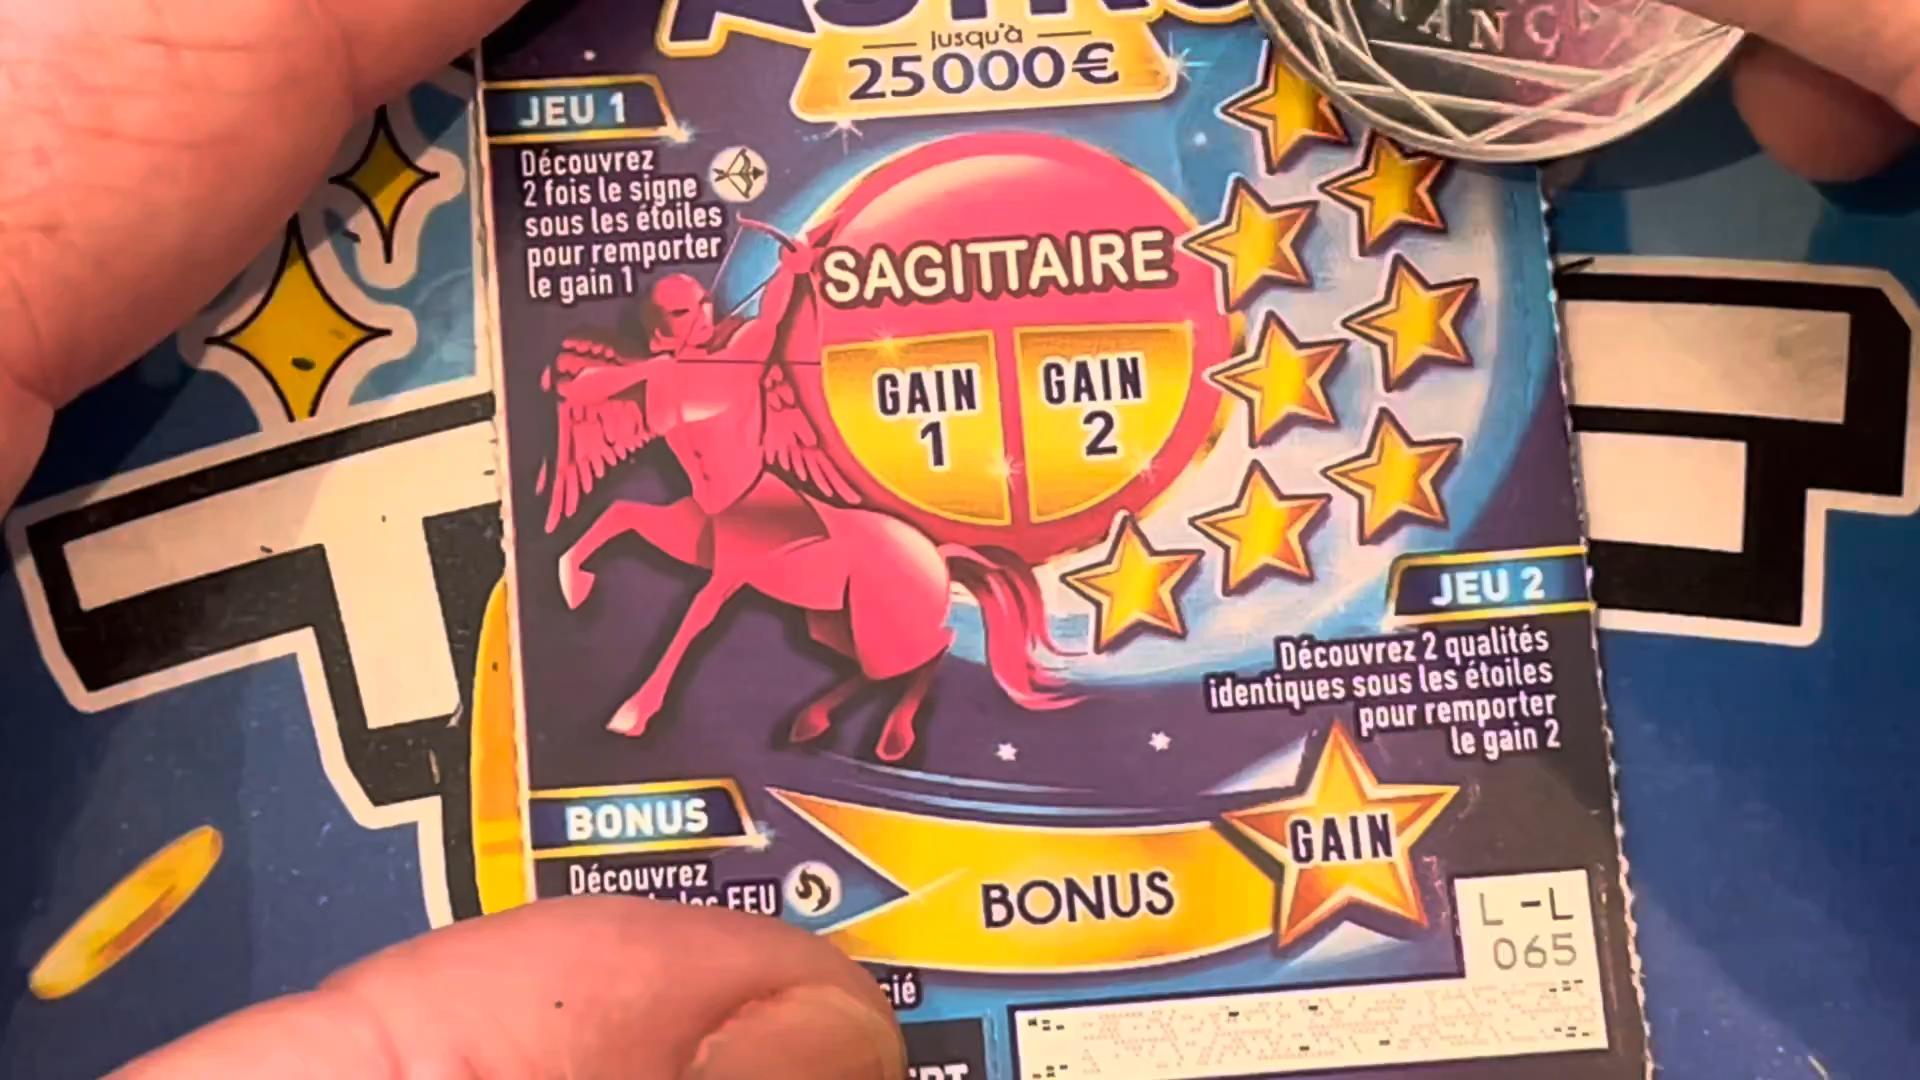 ASTRO
jusqu'à
25000€
JEU 1
Découvrez
2 fois le signe
sous les étoiles
pour remporter
le gain 1
SAGITTAIRE
GAIN
1
GAIN
2
JEU 2
Découvrez 2 qualités
identiques sous les étoiles
pour remporter
le gain 2
BONUS
Découvrez
FEU
BONUS
GAIN
L-L
065